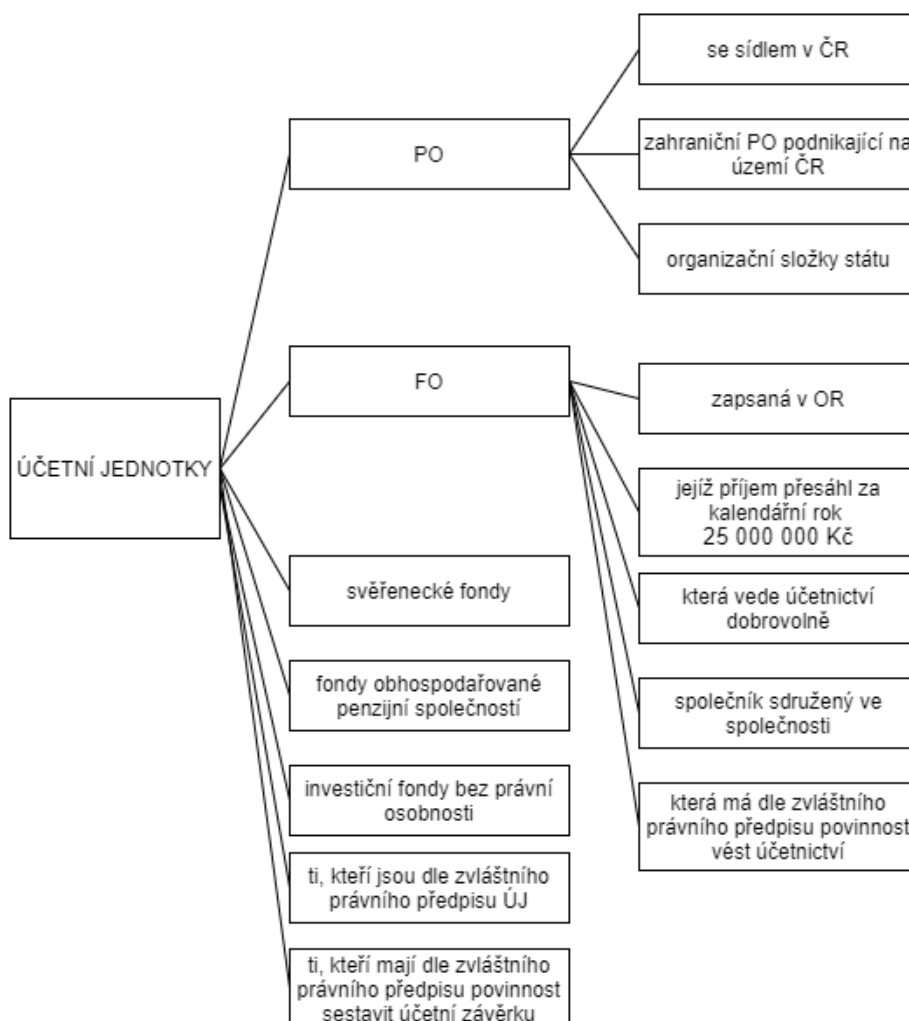 ÚČETNÍ JEDNOTKY
PO
se sídlem v ČR
zahraniční PO podnikající na
území ČR
organizační složky státu
FO
zapsaná v OR
jejíž příjem přesáhl za
kalendářní rok
25 000 000 Kč
která vede účetnictví
dobrovolně
společník sdružený ve
společnosti
která má dle zvláštního
právního předpisu povinnost
vést účetnictví
svěřenecké fondy
fondy obhospodařované
penzijní společností
investiční fondy bez právní
osobnosti
ti, kteří jsou dle zvláštního
právního předpisu ÚJ
ti, kteří mají dle zvláštního
právního předpisu povinnost
sestavit účetní závěrku